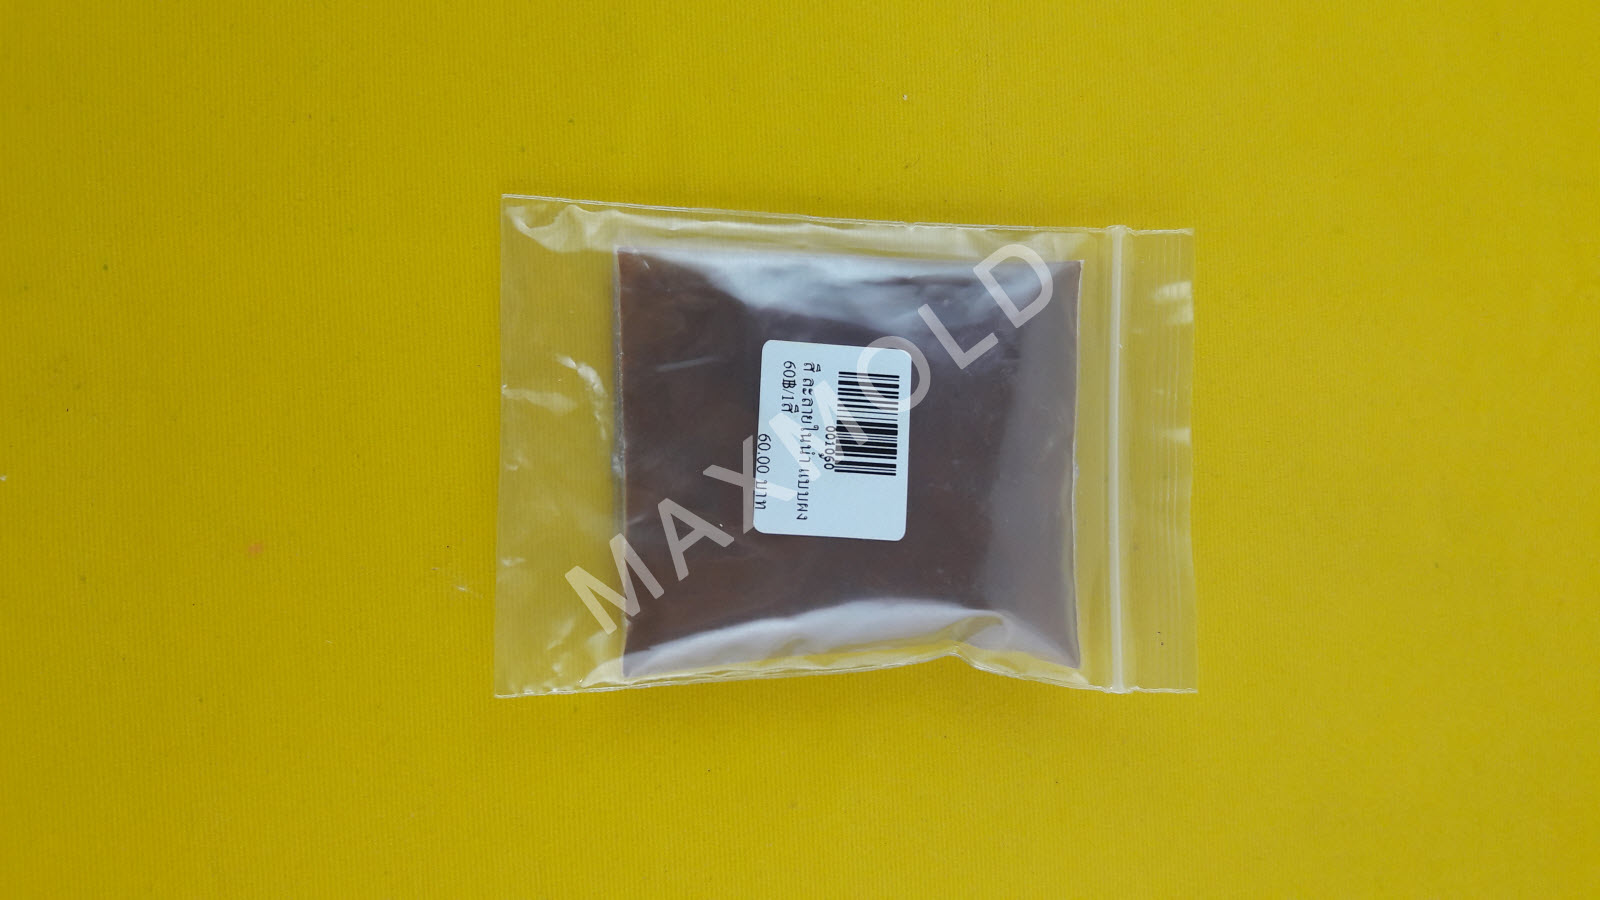 001060
สี ละลายในน้ำ แบบผง
60฿/1สี
60.00 บาท
MAXMOLD